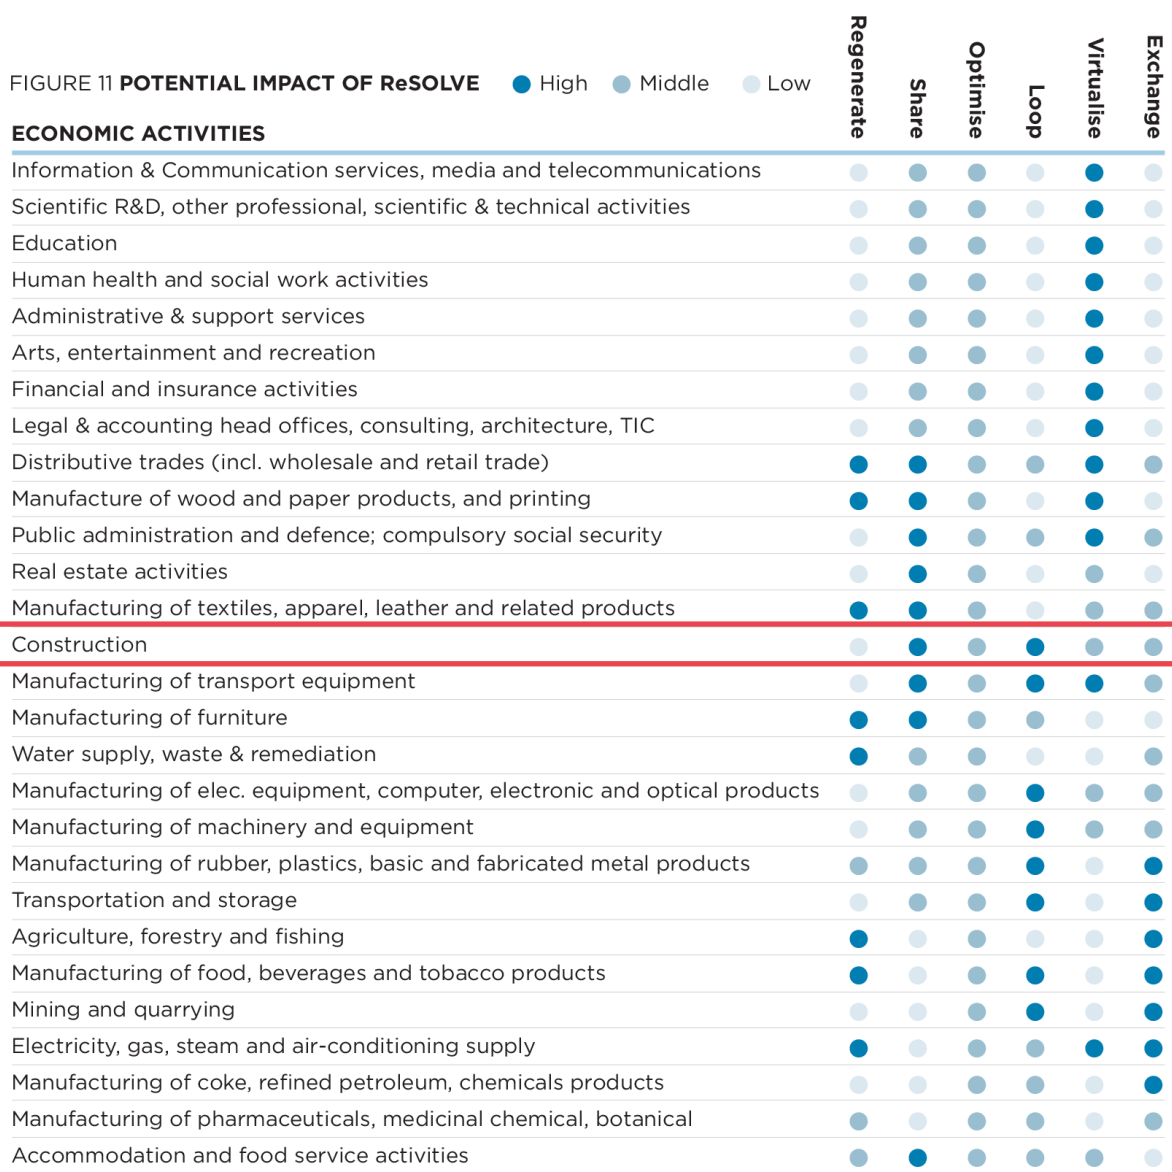 FIGURE 11 POTENTIAL IMPACT OF ReSOLVE High Middle Low
Regenerate
Share
Optimise
Loop
Virtualise
Exchange
ECONOMIC ACTIVITIES
Information & Communication services, media and telecommunications
Scientific R&D, other professional, scientific & technical activities
Education
Human health and social work activities
Administrative & support services
Arts, entertainment and recreation
Financial and insurance activities
Legal & accounting head offices, consulting, architecture, TIC
Distributive trades (incl. wholesale and retail trade)
Manufacture of wood and paper products, and printing
Public administration and defence; compulsory social security
Real estate activities
Manufacturing of textiles, apparel, leather and related products
Construction
Manufacturing of transport equipment
Manufacturing of furniture
Water supply, waste & remediation
Manufacturing of elec. equipment, computer, electronic and optical products
Manufacturing of machinery and equipment
Manufacturing of rubber, plastics, basic and fabricated metal products
Transportation and storage
Agriculture, forestry and fishing
Manufacturing of food, beverages and tobacco products
Mining and quarrying
Electricity, gas, steam and air-conditioning supply
Manufacturing of coke, refined petroleum, chemicals products
Manufacturing of pharmaceuticals, medicinal chemical, botanical
Accommodation and food service activities